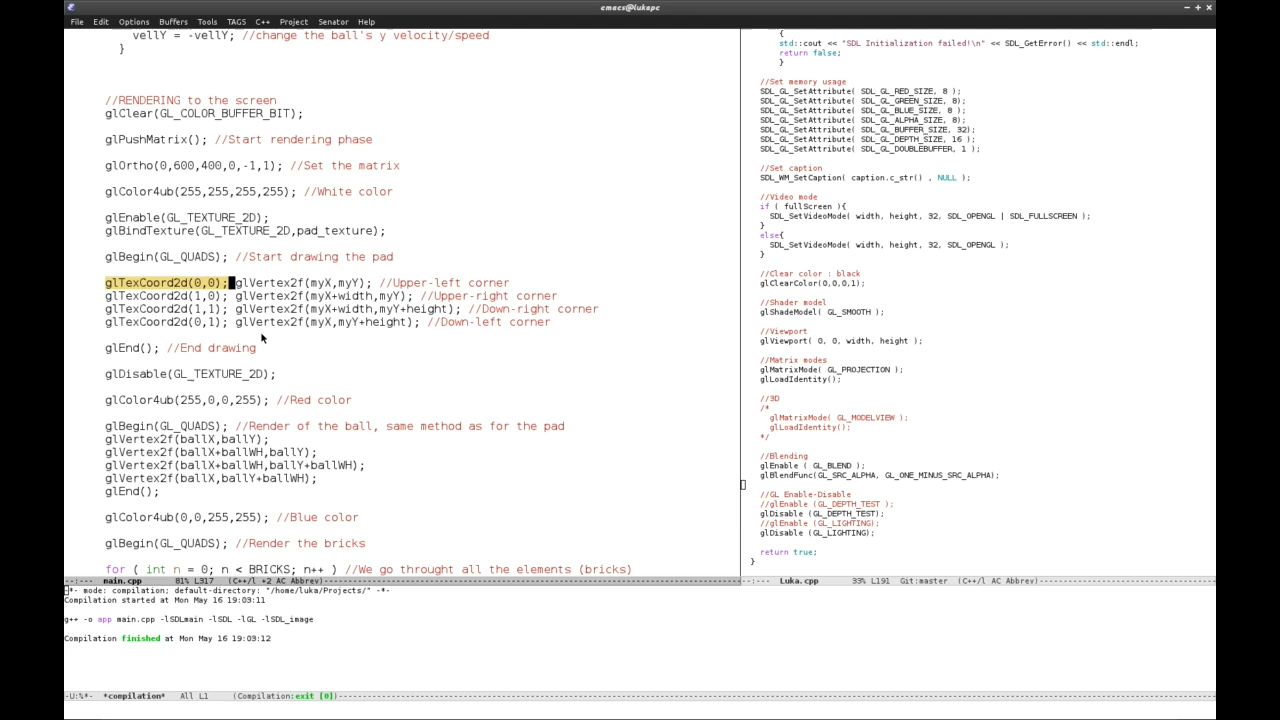 emacs@lukapc
File Edit Options Buffers Tools TAGS C++ Project Senator Help
vellY = -vellY; //change the ball's y velocity/speed
}
//RENDERING to the screen
glClear(GL_COLOR_BUFFER_BIT);
glPushMatrix(); //Start rendering phase
glOrtho(0,600,400,0,-1,1); //Set the matrix
glColor4ub(255,255,255,255); //White color
glEnable(GL_TEXTURE_2D);
glBindTexture(GL_TEXTURE_2D,pad_texture);
glBegin(GL_QUADS); //Start drawing the pad
glTexCoord2d(0,0); glVertex2f(myX,myY); //Upper-left corner
glTexCoord2d(1,0); glVertex2f(myX+width,myY); //Upper-right corner
glTexCoord2d(1,1); glVertex2f(myX+width,myY+height); //Down-right corner
glTexCoord2d(0,1); glVertex2f(myX,myY+height); //Down-left corner
glEnd(); //End drawing
glDisable(GL_TEXTURE_2D);
glColor4ub(255,0,0,255); //Red color
glBegin(GL_QUADS); //Render of the ball, same method as for the pad
glVertex2f(ballX,ballY);
glVertex2f(ballX+ballWH,ballY);
glVertex2f(ballX+ballWH,ballY+ballWH);
glVertex2f(ballX,ballY+ballWH);
glEnd();
glColor4ub(0,0,255,255); //Blue color
glBegin(GL_QUADS); //Render the bricks
for ( int n = 0; n < BRICKS; n++ ) //We go throught all the elements (bricks)
--:--- main.cpp 81% L317 (C++/l +2 AC Abbrev)
{
std::cout << "SDL Initialization failed!\n" << SDL_GetError() << std::endl;
return false;
}
//Set memory usage
SDL_GL_SetAttribute( SDL_GL_RED_SIZE, 8 );
SDL_GL_SetAttribute( SDL_GL_GREEN_SIZE, 8);
SDL_GL_SetAttribute( SDL_GL_BLUE_SIZE, 8 );
SDL_GL_SetAttribute( SDL_GL_ALPHA_SIZE, 8);
SDL_GL_SetAttribute( SDL_GL_BUFFER_SIZE, 32);
SDL_GL_SetAttribute( SDL_GL_DEPTH_SIZE, 16 );
SDL_GL_SetAttribute( SDL_GL_DOUBLEBUFFER, 1 );
//Set caption
SDL_WM_SetCaption( caption.c_str() , NULL );
//Video mode
if ( fullScreen ){
SDL_SetVideoMode( width, height, 32, SDL_OPENGL | SDL_FULLSCREEN );
}
else{
SDL_SetVideoMode( width, height, 32, SDL_OPENGL );
}
//Clear color : black
glClearColor(0,0,0,1);
//Shader model
glShadeModel( GL_SMOOTH );
//Viewport
glViewport( 0, 0, width, height );
//Matrix modes
glMatrixMode( GL_PROJECTION );
glLoadIdentity();
//3D
/*
glMatrixMode( GL_MODELVIEW );
glLoadIdentity();
*/
//Blending
glEnable ( GL_BLEND );
glBlendFunc(GL_SRC_ALPHA, GL_ONE_MINUS_SRC_ALPHA);
//GL Enable-Disable
//glEnable (GL_DEPTH_TEST );
glDisable (GL_DEPTH_TEST);
//glEnable (GL_LIGHTING);
glDisable (GL_LIGHTING);
return true;
}
--:--- Luka.cpp 33% L191 Git:master (C++/l AC Abbrev)
-*- mode: compilation; default-directory: "/home/luka/Projects/" -*-
Compilation started at Mon May 16 19:03:11
g++ -o app main.cpp -lSDLmain -lSDL -lGL -lSDL_image
Compilation finished at Mon May 16 19:03:12
-U:%*- *compilation* All L1 (Compilation:exit [0])